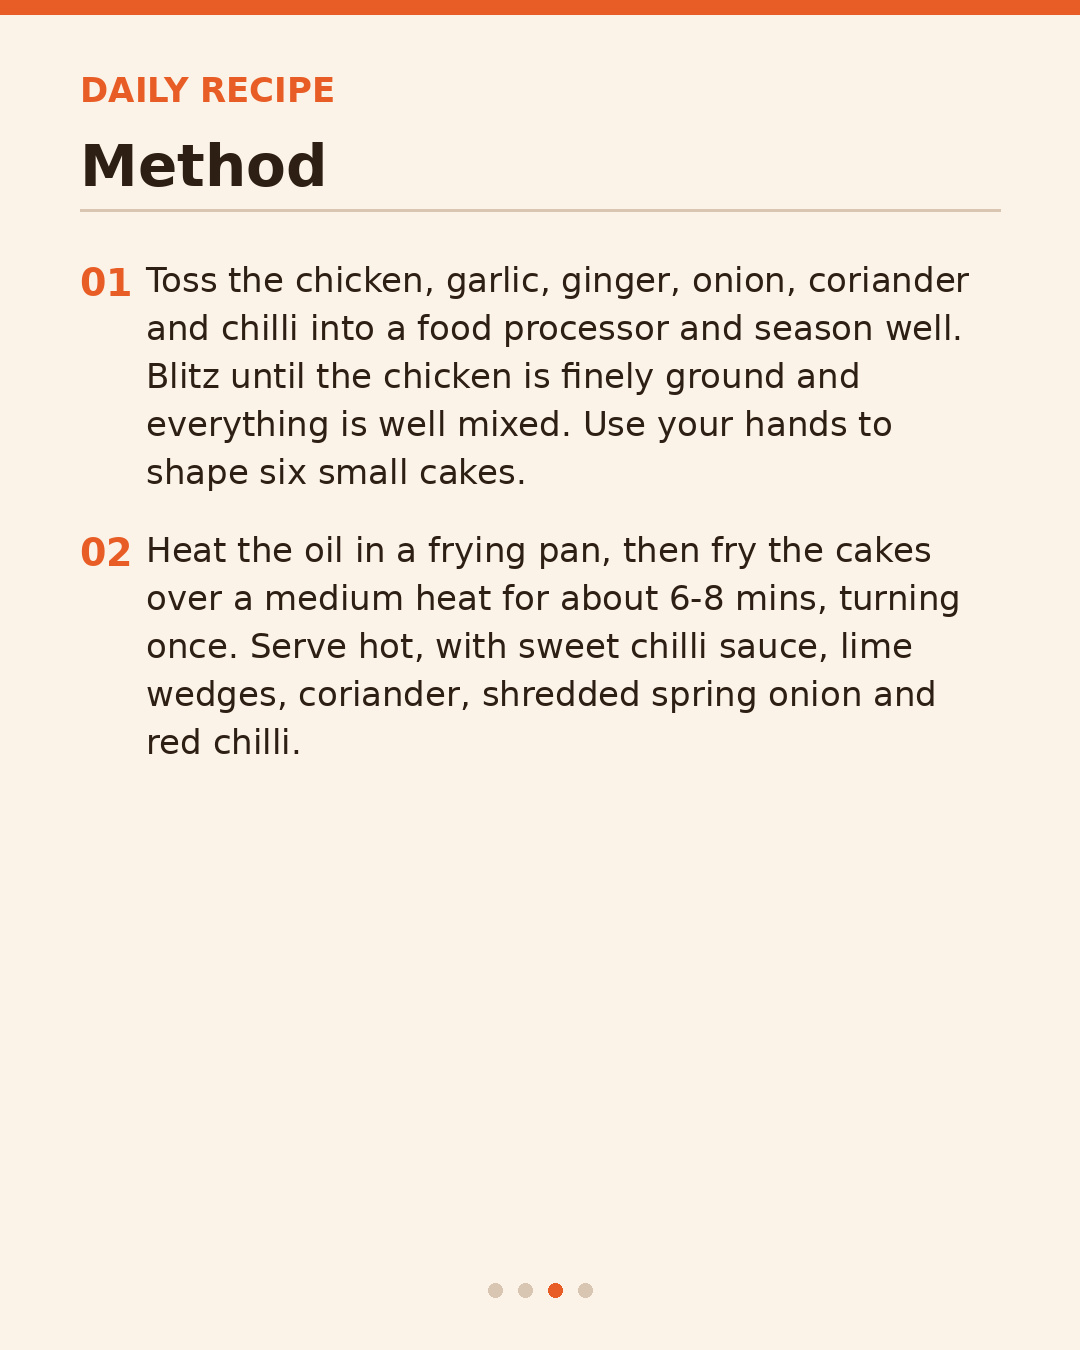 DAILY RECIPE
Method
01 Toss the chicken, garlic, ginger, onion, coriander
and chilli into a food processor and season well.
Blitz until the chicken is finely ground and
everything is well mixed. Use your hands to
shape six small cakes.
02 Heat the oil in a frying pan, then fry the cakes
over a medium heat for about 6-8 mins, turning
once. Serve hot, with sweet chilli sauce, lime
wedges, coriander, shredded spring onion and
red chilli.